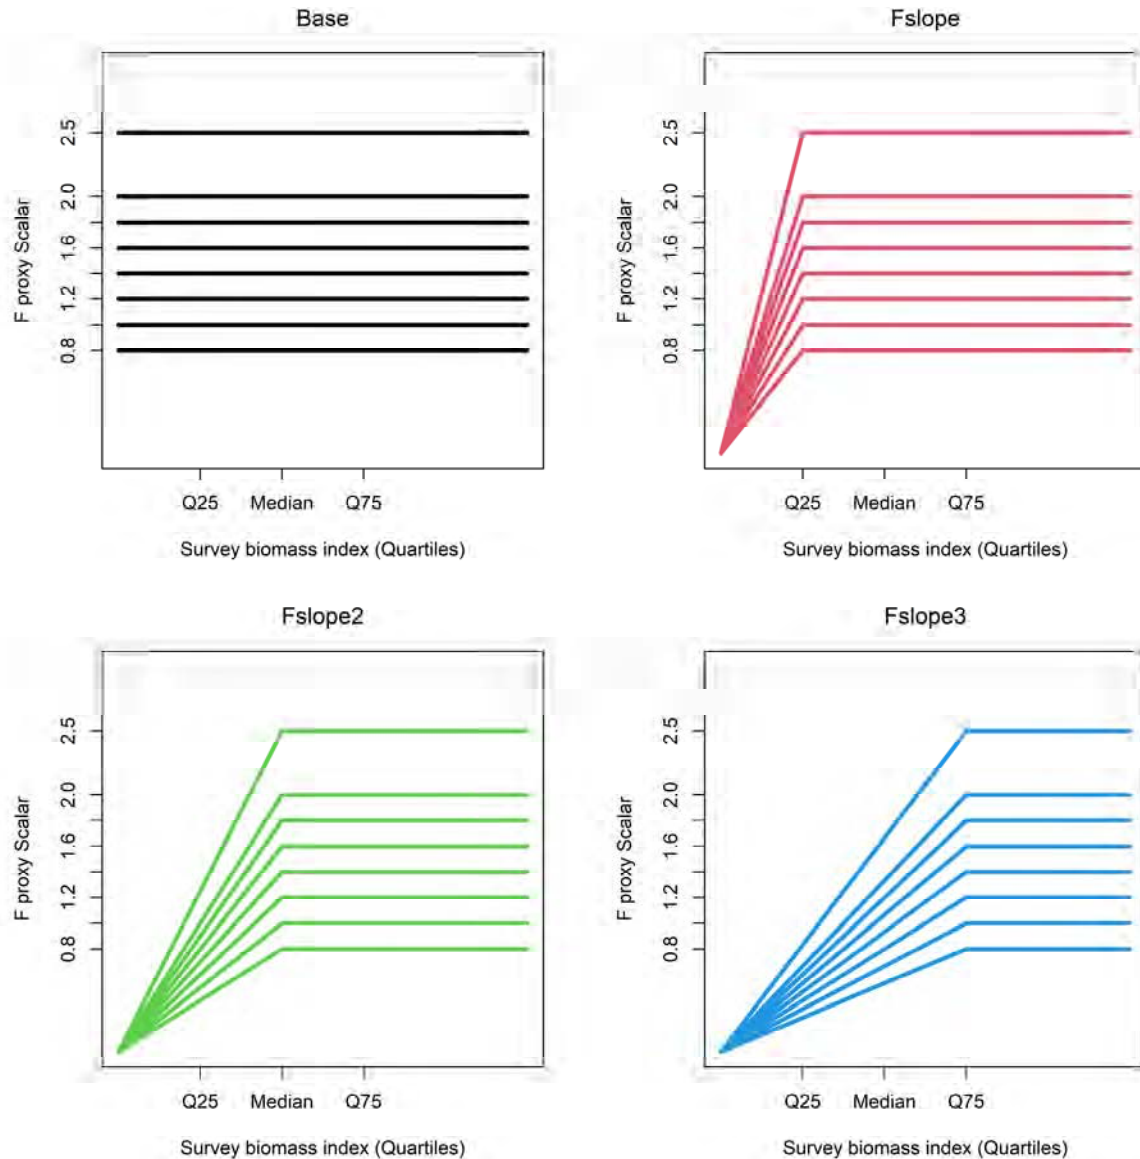 Base
Fslope
F proxy Scalar
2.5
2.0
1.6
1.2
0.8
Q25 Median Q75
Survey biomass index (Quartiles)
F proxy Scalar
2.5
2.0
1.6
1.2
0.8
Q25 Median Q75
Survey biomass index (Quartiles)
Fslope2
Fslope3
F proxy Scalar
2.5
2.0
1.6
1.2
0.8
Q25 Median Q75
Survey biomass index (Quartiles)
F proxy Scalar
2.5
2.0
1.6
1.2
0.8
Q25 Median Q75
Survey biomass index (Quartiles)